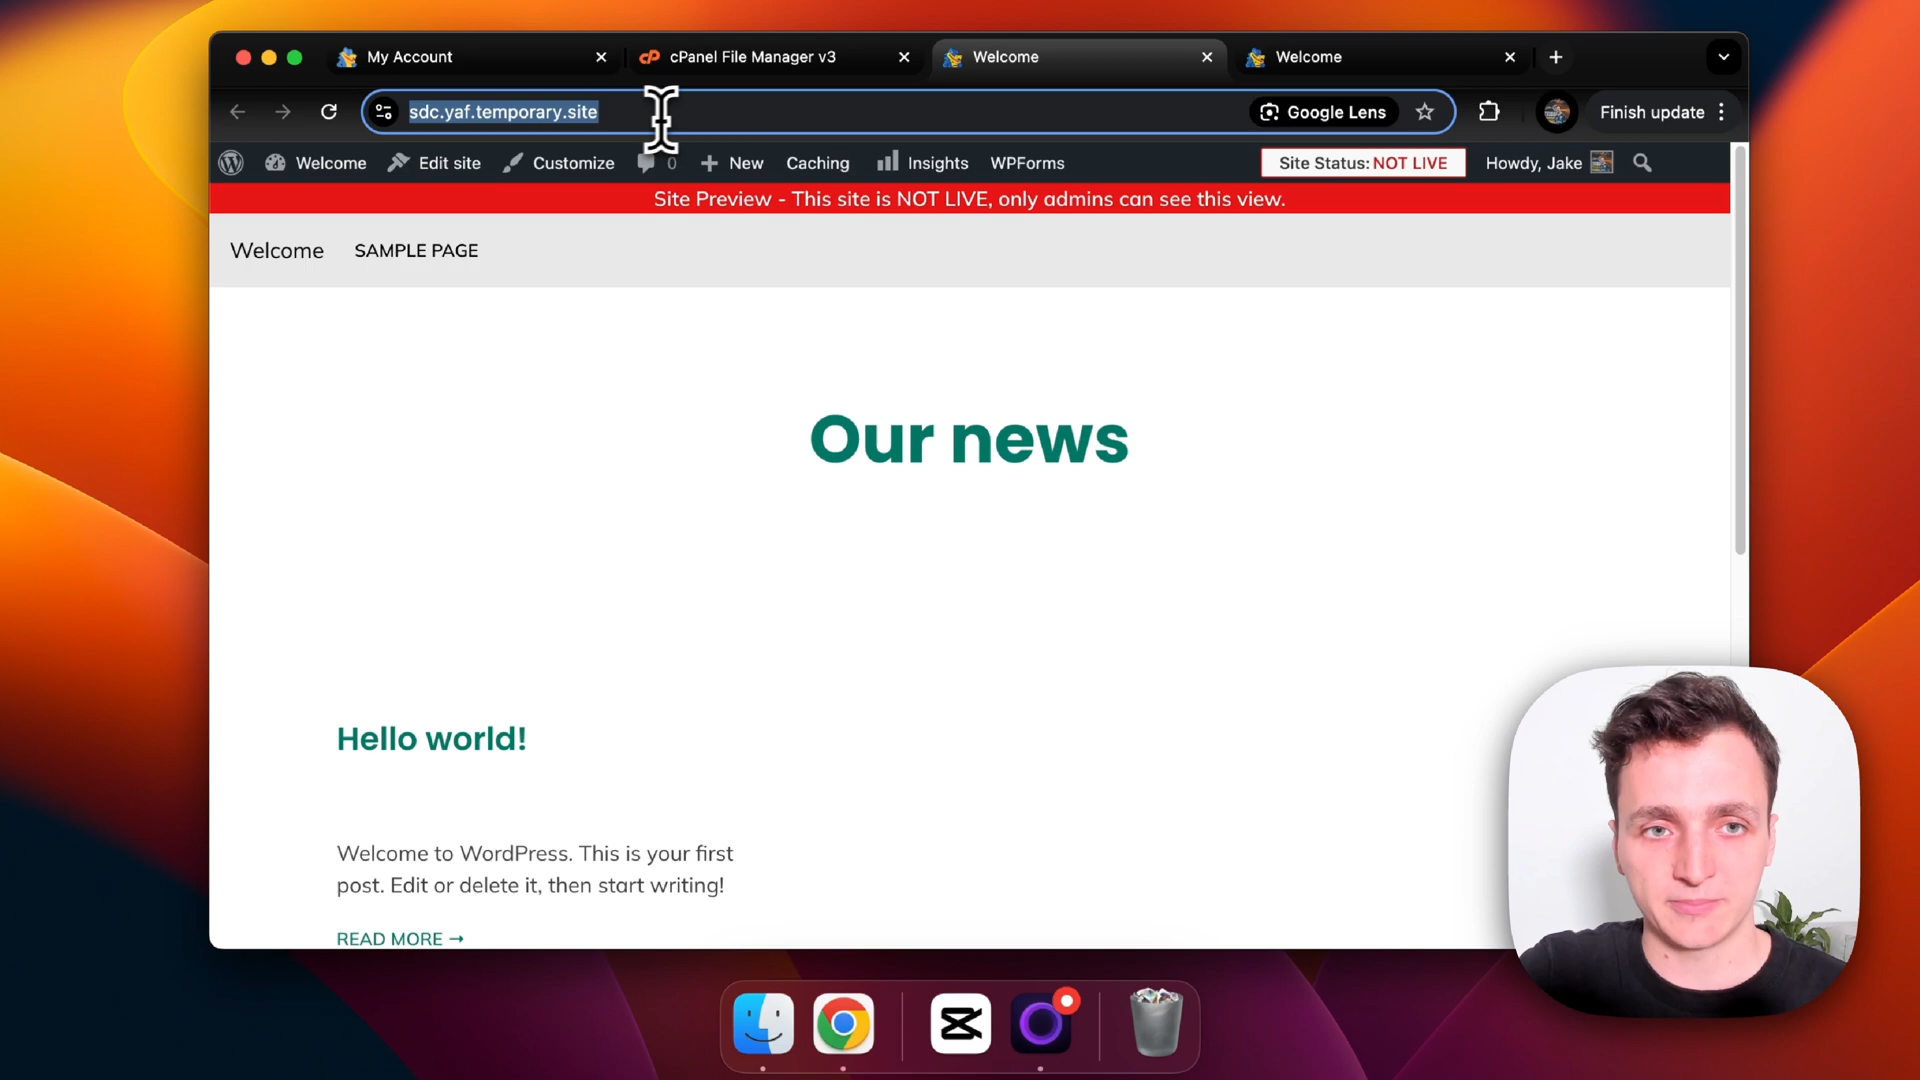 My Account
cPanel File Manager v3
Welcome
Welcome
sdc.yaf.temporary.site
Google Lens
Finish update
Welcome
Edit site
Customize
0
New
Caching
Insights
WPForms
Site Status: NOT LIVE
Howdy, Jake
Site Preview - This site is NOT LIVE, only admins can see this view.
Welcome
SAMPLE PAGE
Our news
Hello world!
Welcome to WordPress. This is your first
post. Edit or delete it, then start writing!
READ MORE →